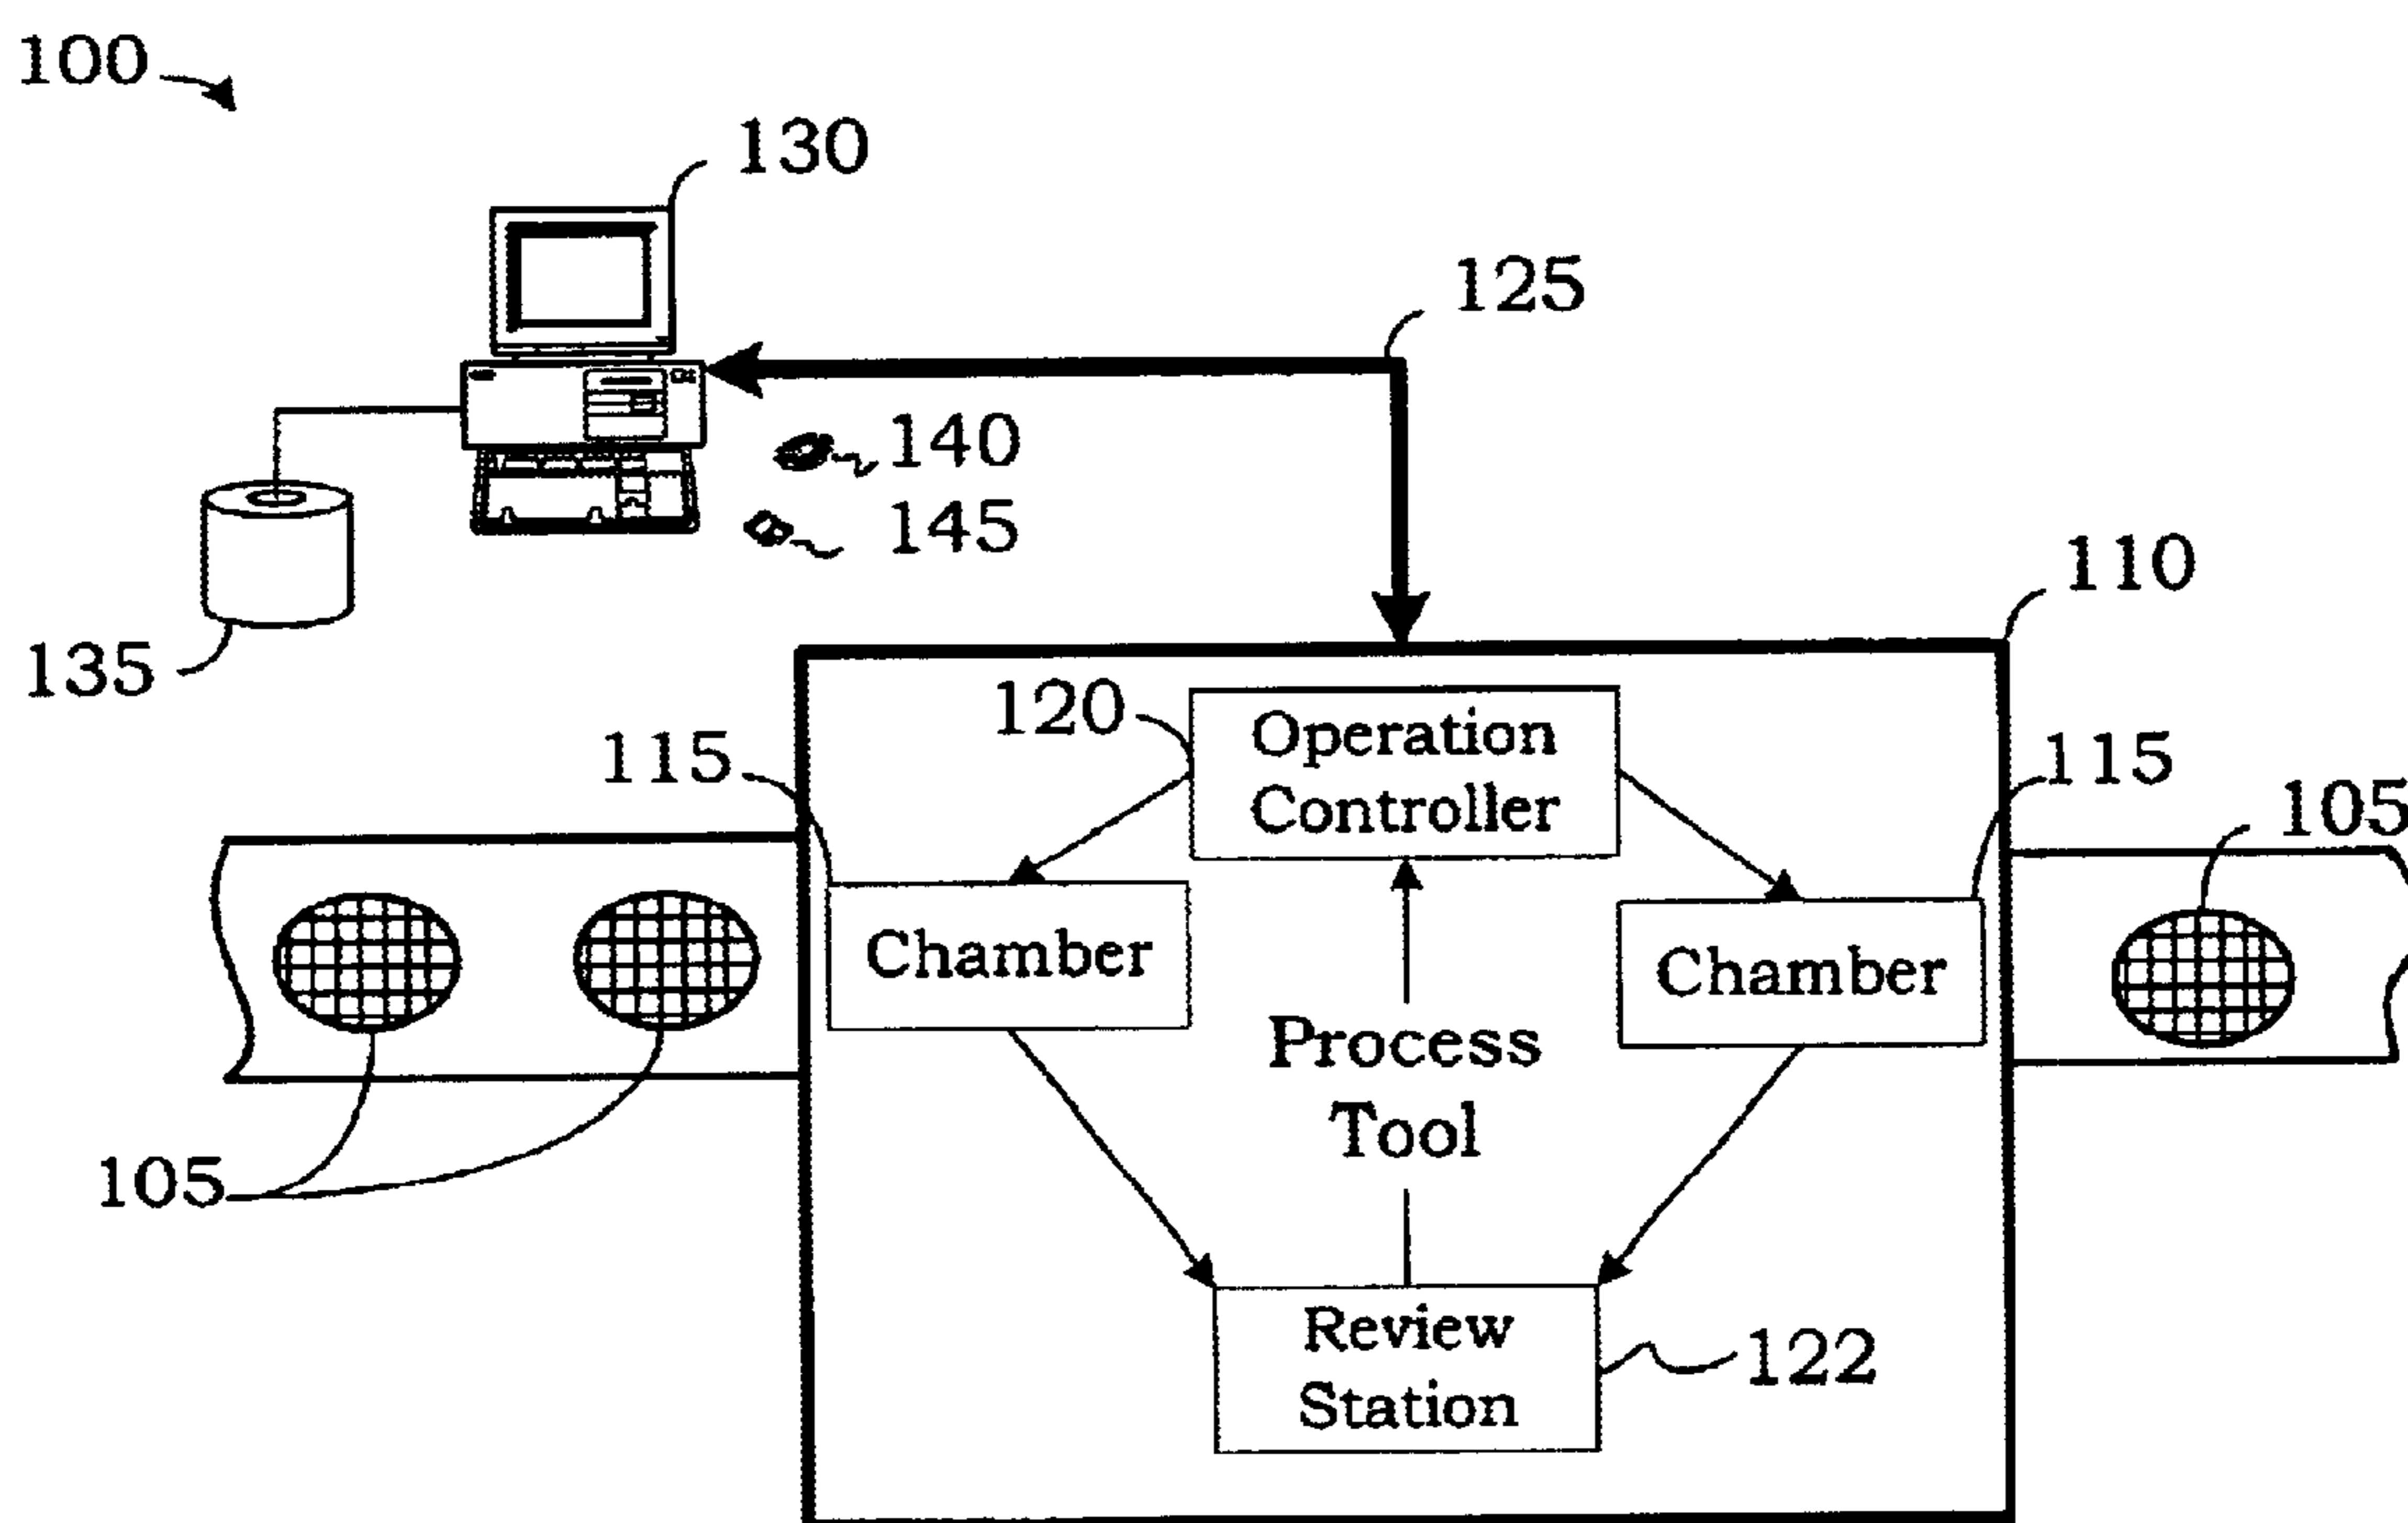 100
130
125
140
145
110
135
120
Operation
Controller
115
115
105
Chamber
Chamber
Process
Tool
105
Review
Station
122